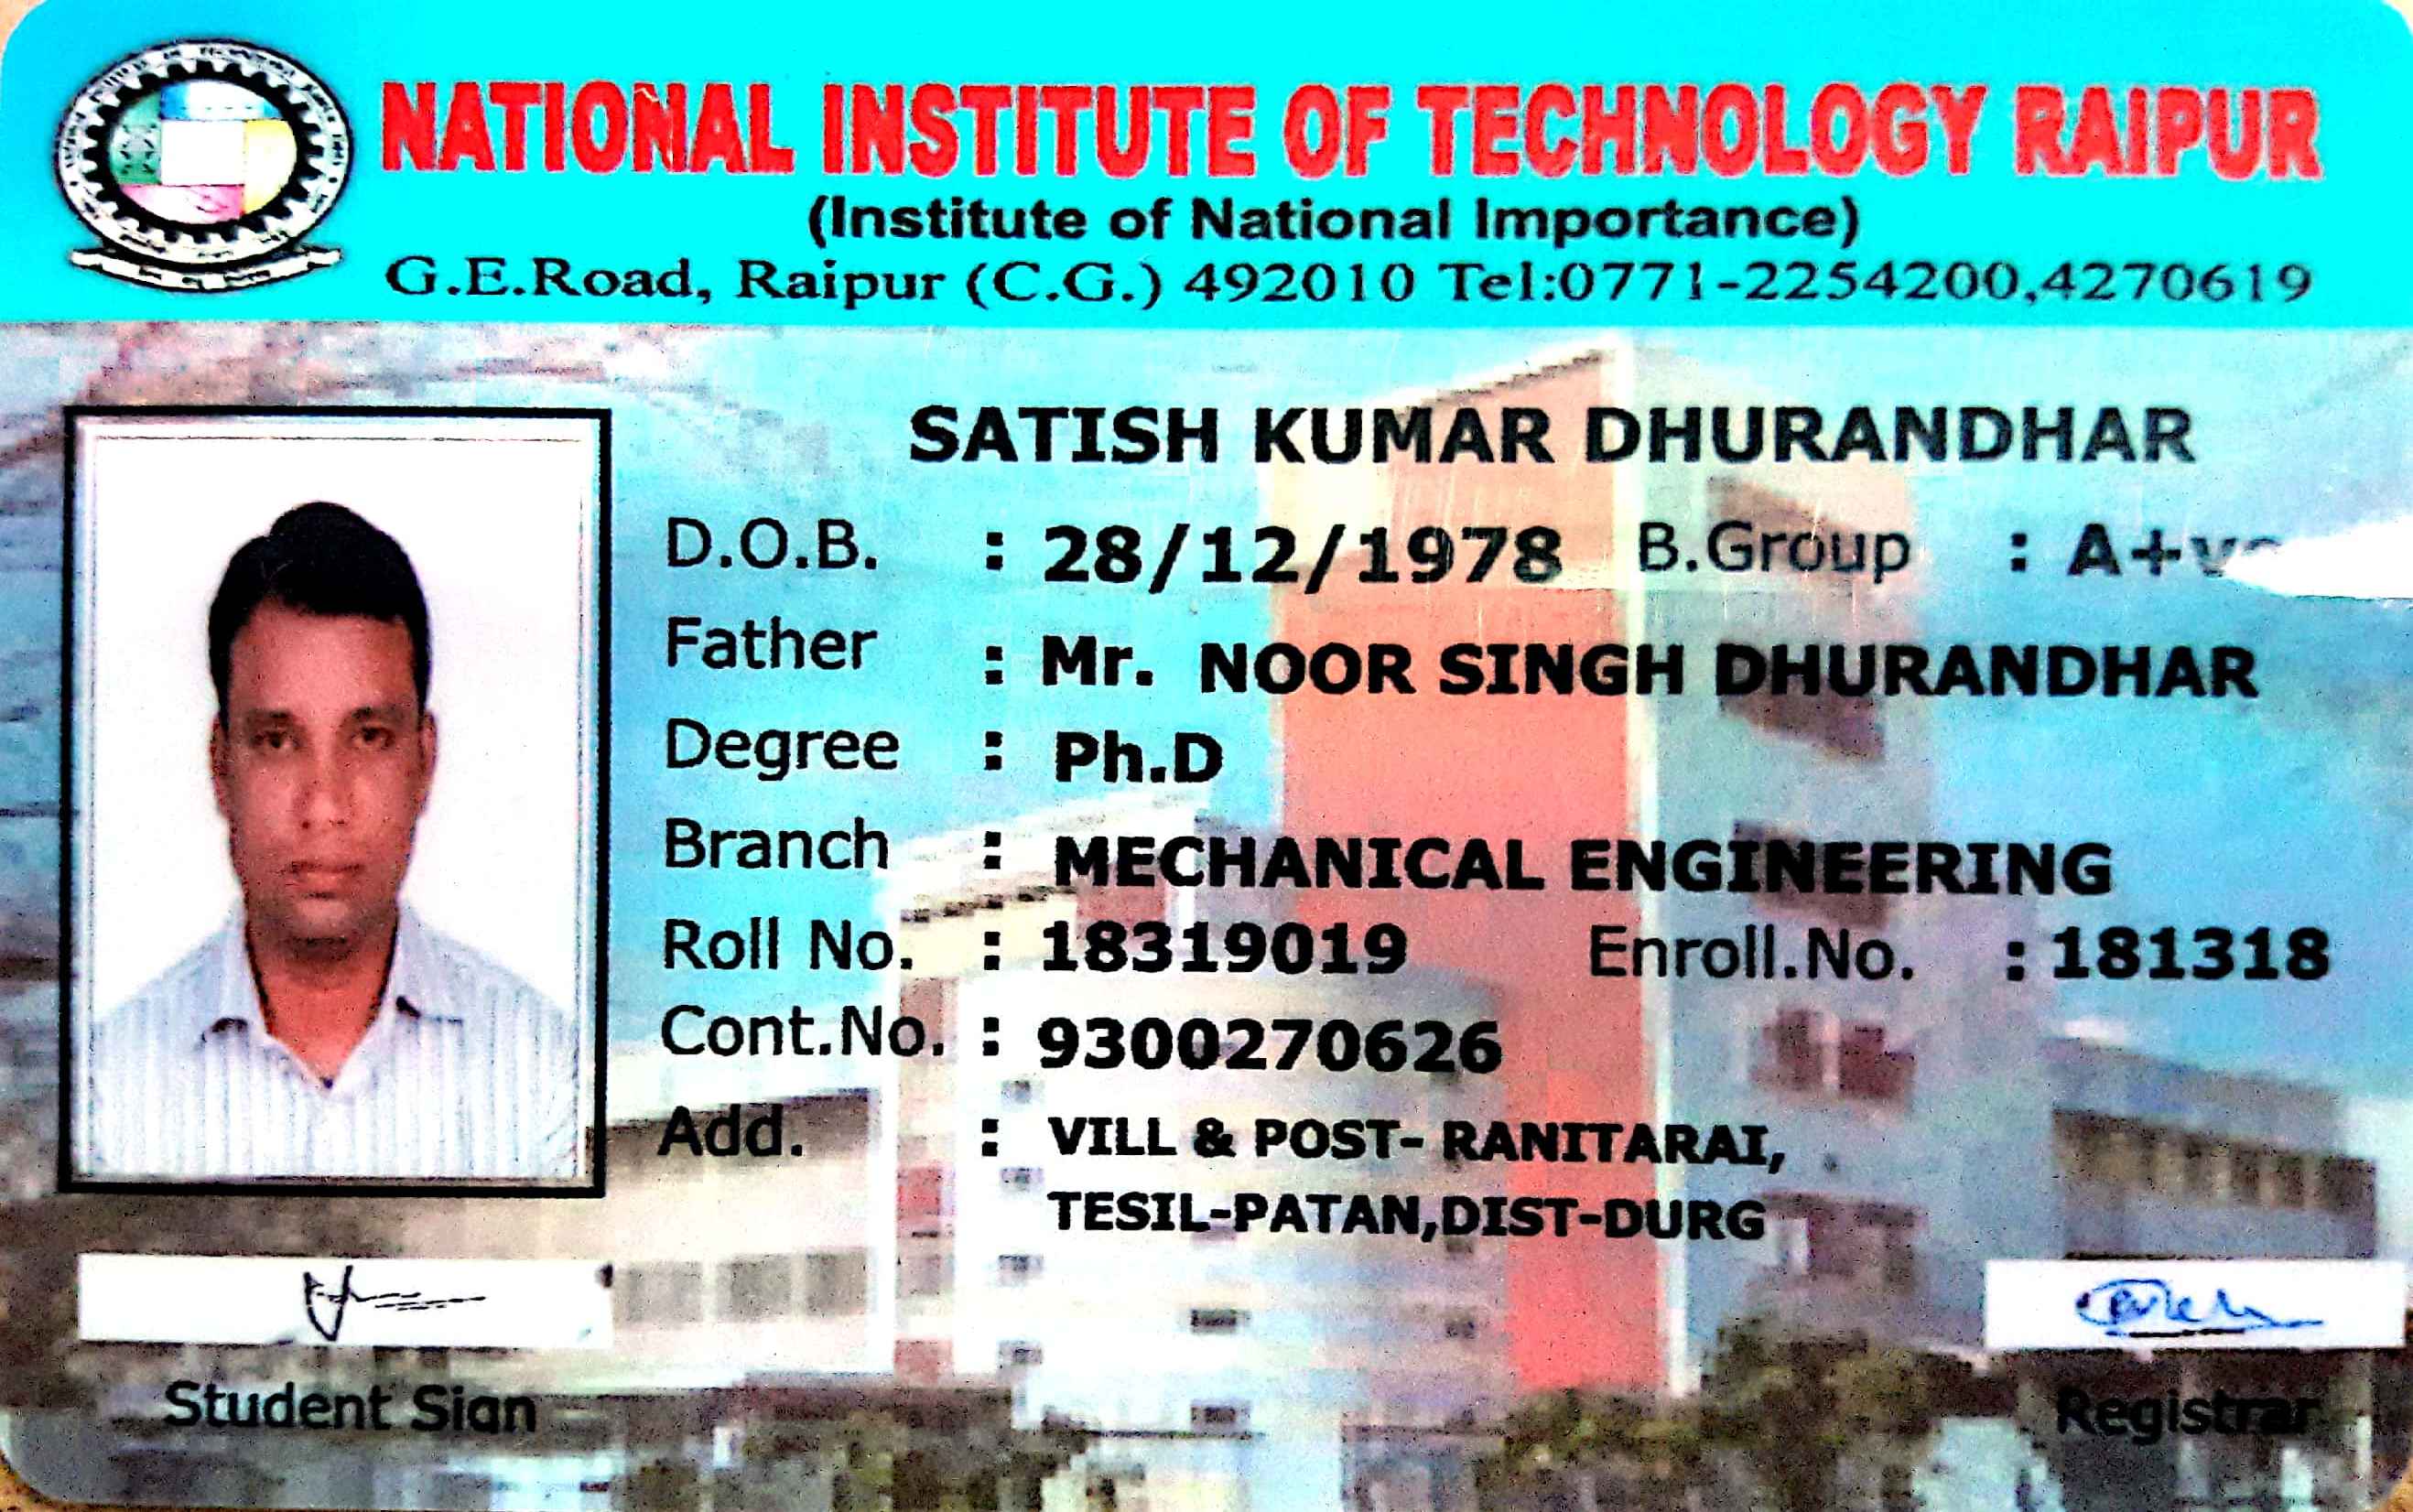 NATIONAL INSTITUTE OF TECHNOLOGY RAIPUR
(Institute of National Importance)
G.E.Road, Raipur (C.G.) 492010 Tel:0771-2254200,4270619
SATISH KUMAR DHURANDHAR
D.O.B. : 28/12/1978 B.Group : A+v
Father : Mr. NOOR SINGH DHURANDHAR
Degree : Ph.D
Branch : MECHANICAL ENGINEERING
Roll No. : 18319019 Enroll.No. : 181318
Cont.No. : 9300270626
Add. : VILL & POST- RANITARAI,
TESIL-PATAN,DIST-DURG
Student Sign
Registrar